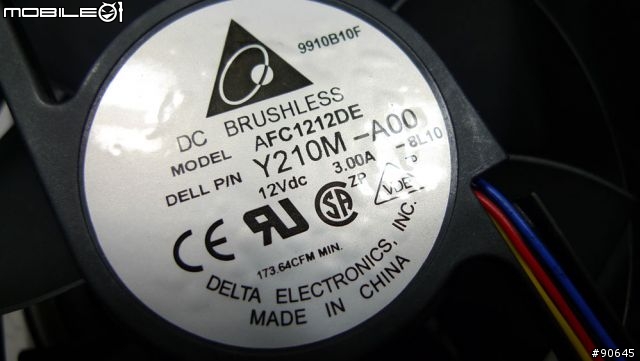 MOBILE01
9910B10F
DC BRUSHLESS
MODEL AFC1212DE
DELL P/N Y210M-A00
12Vdc 3.00A -8L10
ZP
VDE
CE
SA
173.64CFM MIN.
DELTA ELECTRONICS, INC.
MADE IN CHINA
#90645